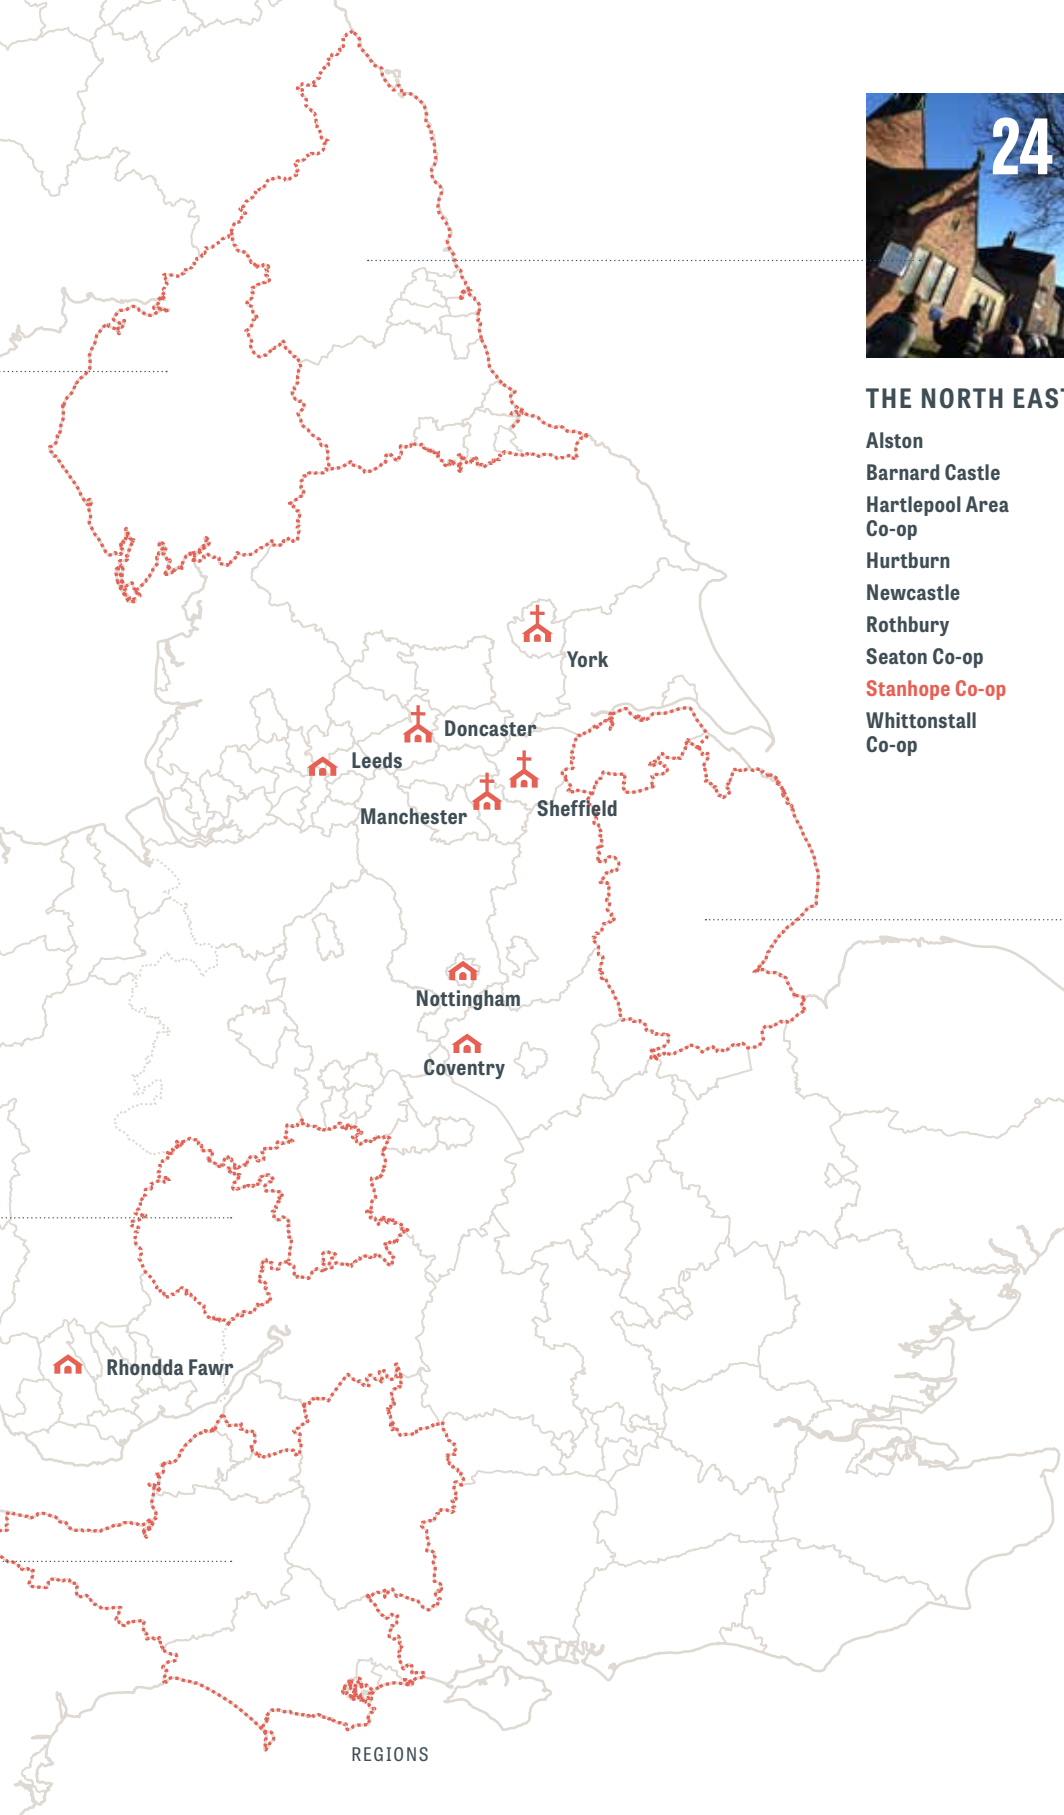 24
THE NORTH EAST
Alston
Barnard Castle
Hartlepool Area
Co-op
Hurtburn
Newcastle
Rothbury
Seaton Co-op
Stanhope Co-op
Whittonstall
Co-op
York
Doncaster
Leeds
Manchester
Sheffield
Nottingham
Coventry
Rhondda Fawr
REGIONS